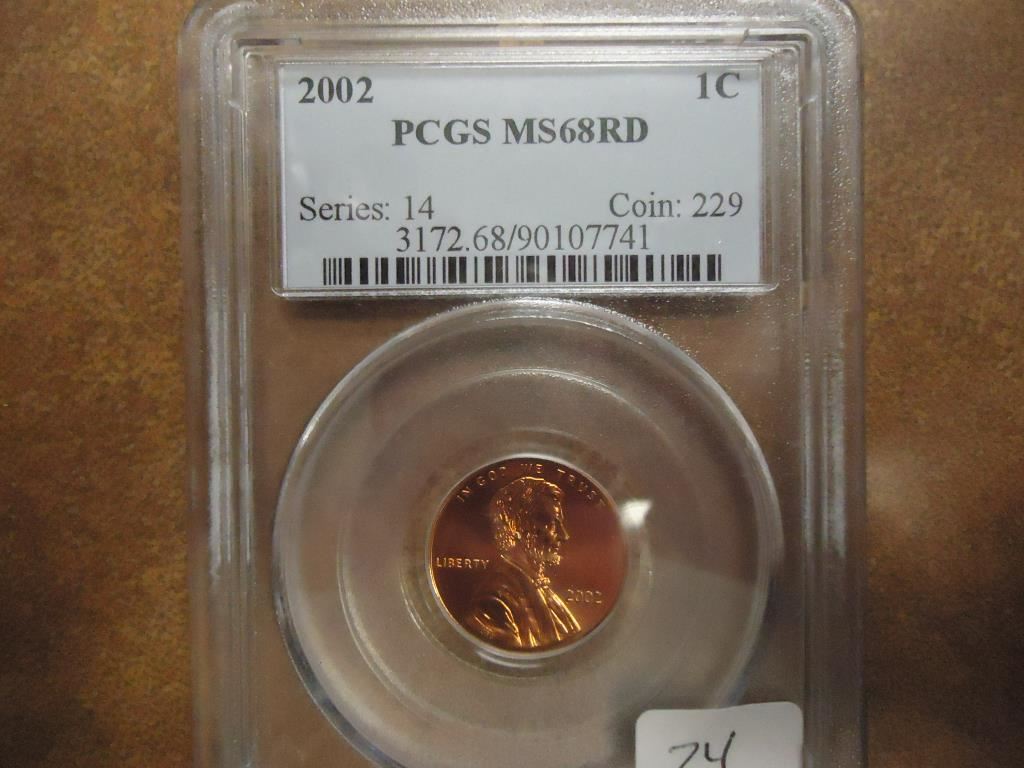 2002 1C
PCGS MS68RD
Series: 14 Coin: 229
3172.68/90107741
IN GOD WE TRUST
LIBERTY
2002
74